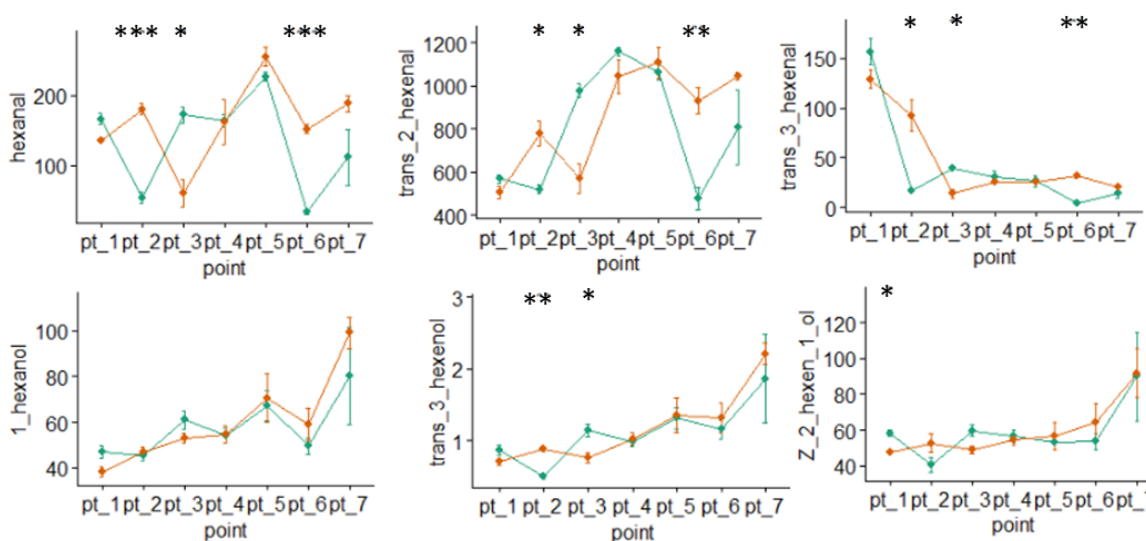 *** * ***
hexanal
200
100
pt_1 pt_2 pt_3 pt_4 pt_5 pt_6 pt_7
point
* * **
trans_2_hexenal
1200
1000
800
600
400
pt_1 pt_2 pt_3 pt_4 pt_5 pt_6 pt_7
point
* * **
trans_3_hexenal
150
100
50
0
pt_1 pt_2 pt_3 pt_4 pt_5 pt_6 pt_7
point
1_hexanol
100
80
60
40
pt_1 pt_2 pt_3 pt_4 pt_5 pt_6 pt_7
point
** *
trans_3_hexenol
3
2
1
pt_1 pt_2 pt_3 pt_4 pt_5 pt_6 pt_7
point
*
Z_2_hexen_1_ol
120
100
80
60
40
pt_1 pt_2 pt_3 pt_4 pt_5 pt_6 pt_7
point